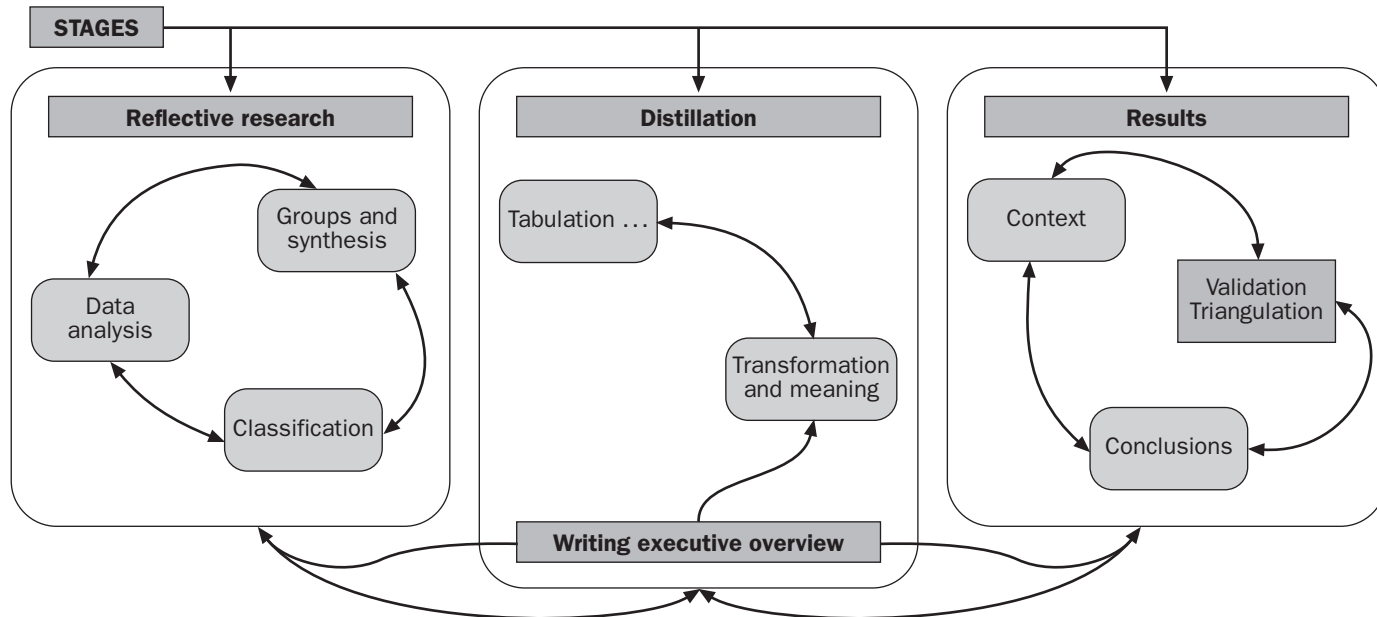 STAGES
Reflective research
Groups and
synthesis
Data
analysis
Classification
Distillation
Tabulation ...
Transformation
and meaning
Writing executive overview
Results
Context
Validation
Triangulation
Conclusions